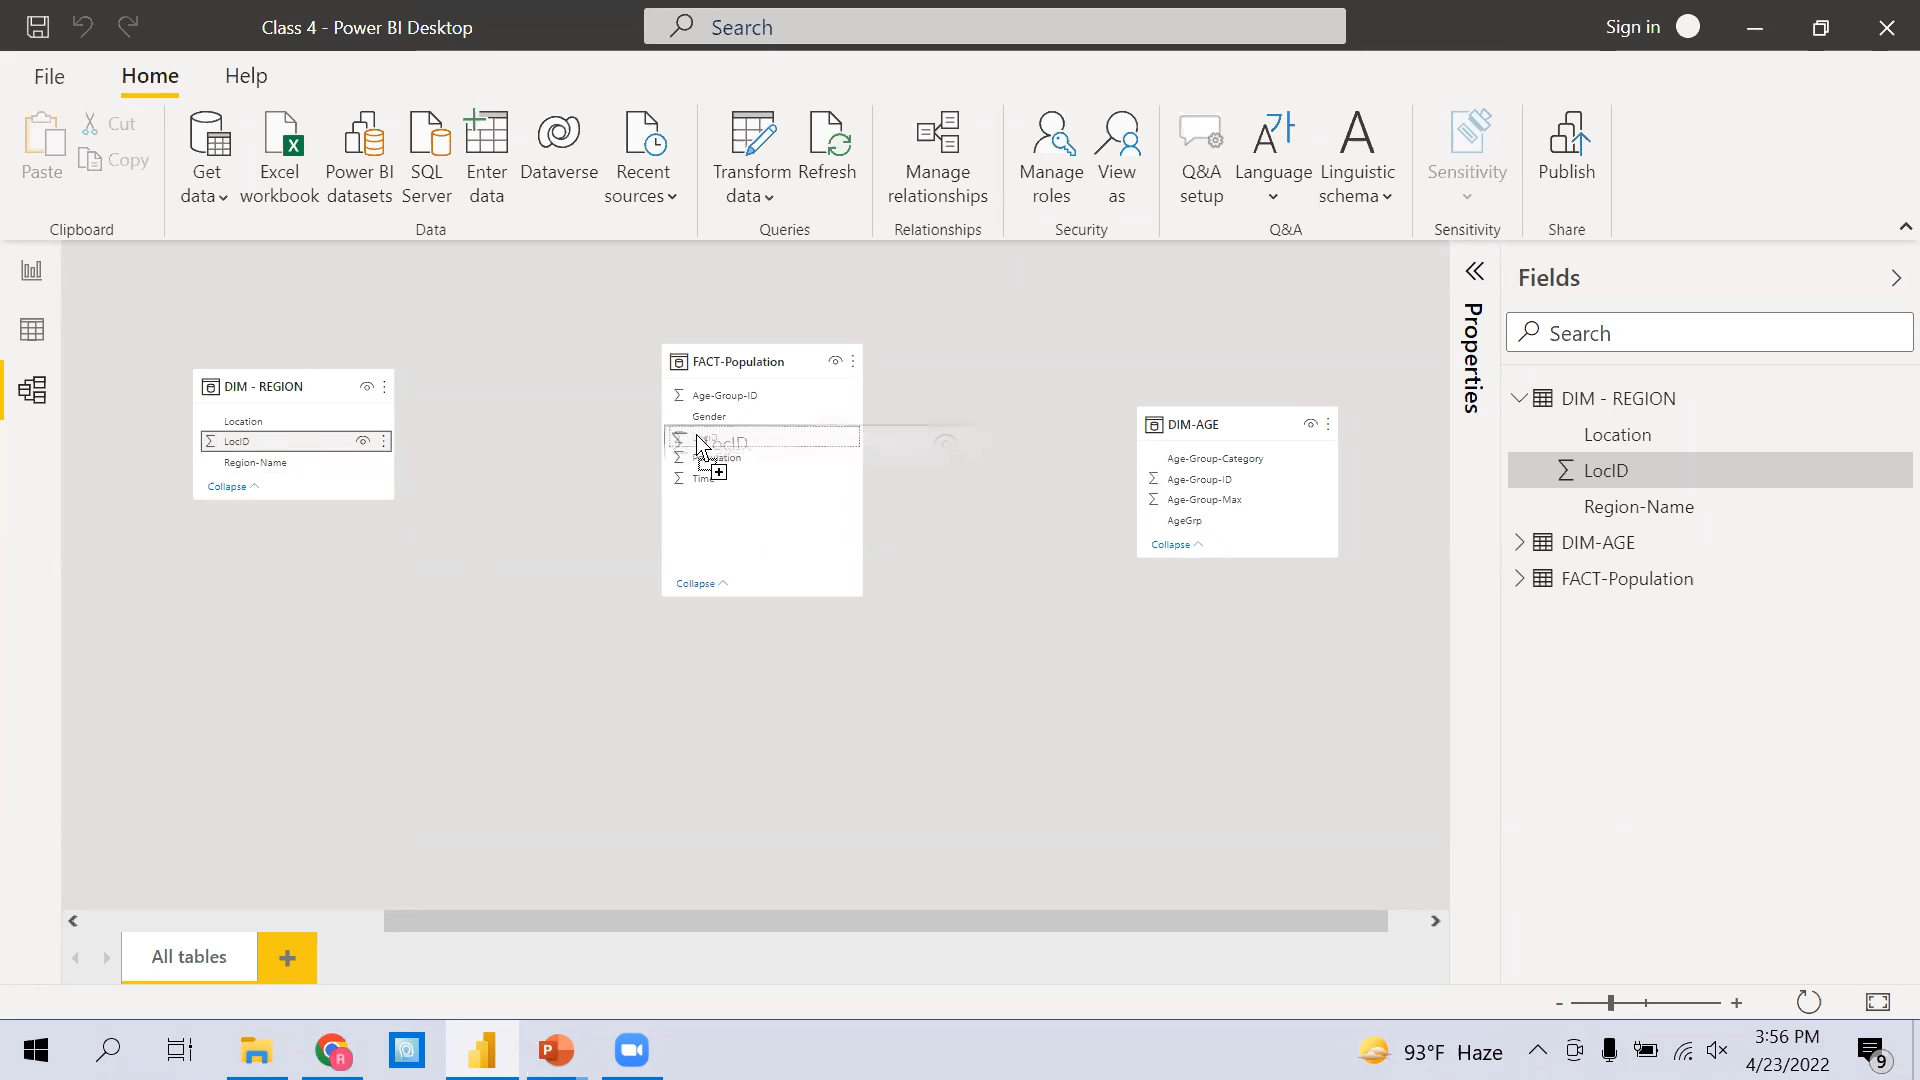 Class 4 - Power BI Desktop
Search
Sign in
File
Home
Help
Paste
Cut
Copy
Get data
Excel workbook
Power BI datasets
SQL Server
Enter data
Dataverse
Recent sources
Transform data
Refresh
Manage relationships
Manage roles
View as
Q&A setup
Language
Linguistic schema
Sensitivity
Publish
Clipboard
Data
Queries
Relationships
Security
Q&A
Sensitivity
Share
DIM - REGION
Location
LocID
Region-Name
Collapse
FACT-Population
Age-Group-ID
Gender
LocID
Time
Collapse
DIM-AGE
Age-Group-Category
Age-Group-ID
Age-Group-Max
AgeGrp
Collapse
Properties
Fields
Search
DIM - REGION
Location
LocID
Region-Name
DIM-AGE
FACT-Population
All tables
93°F Haze
3:56 PM
4/23/2022
9